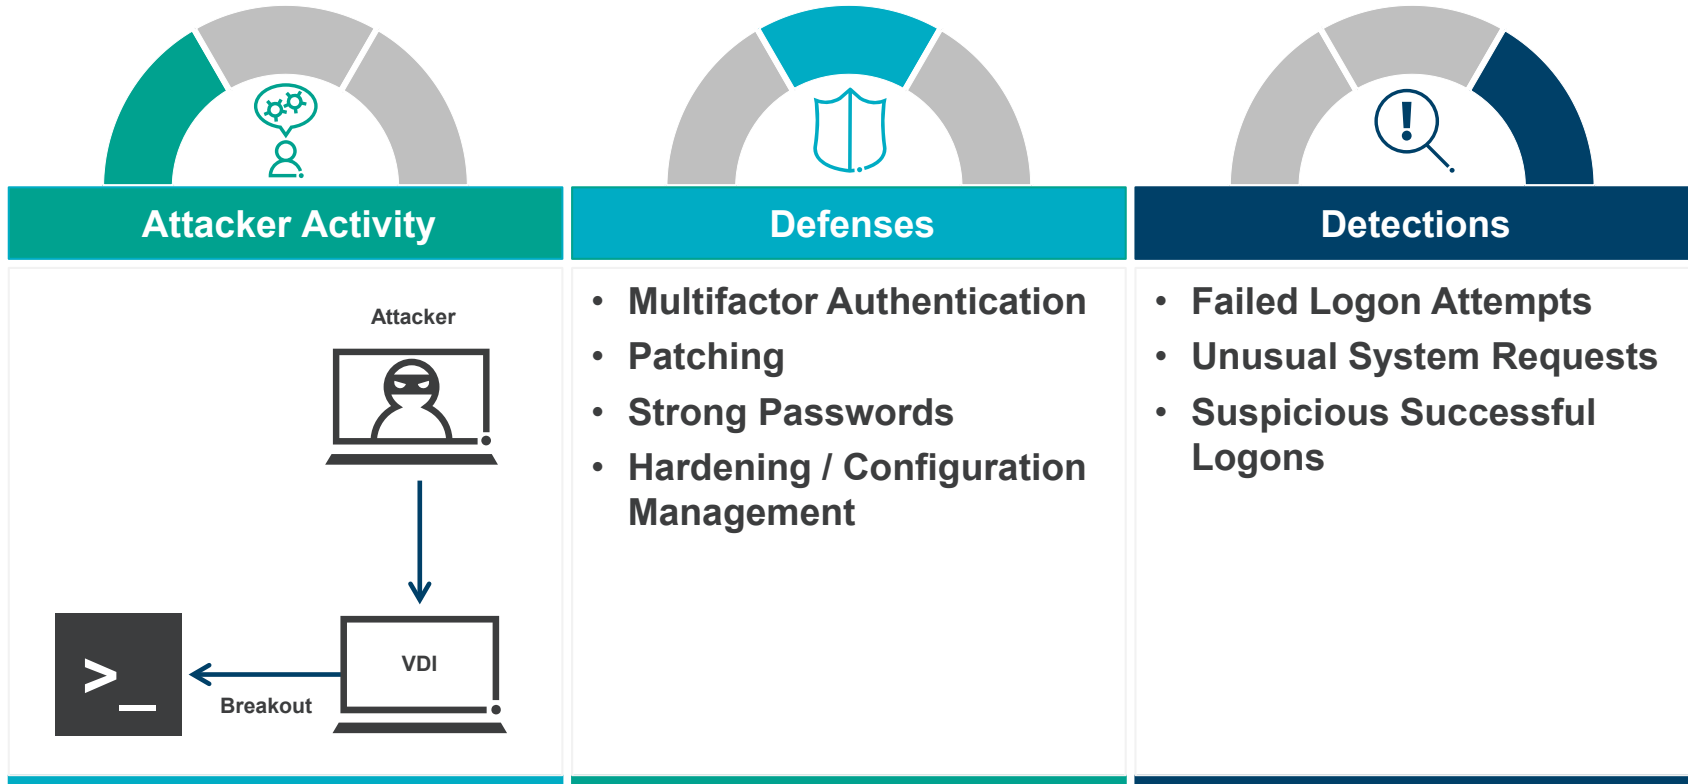 Attacker Activity
Defenses
Detections
Attacker
VDI
>_
Breakout
• Multifactor Authentication
• Patching
• Strong Passwords
• Hardening / Configuration
Management
• Failed Logon Attempts
• Unusual System Requests
• Suspicious Successful
Logons